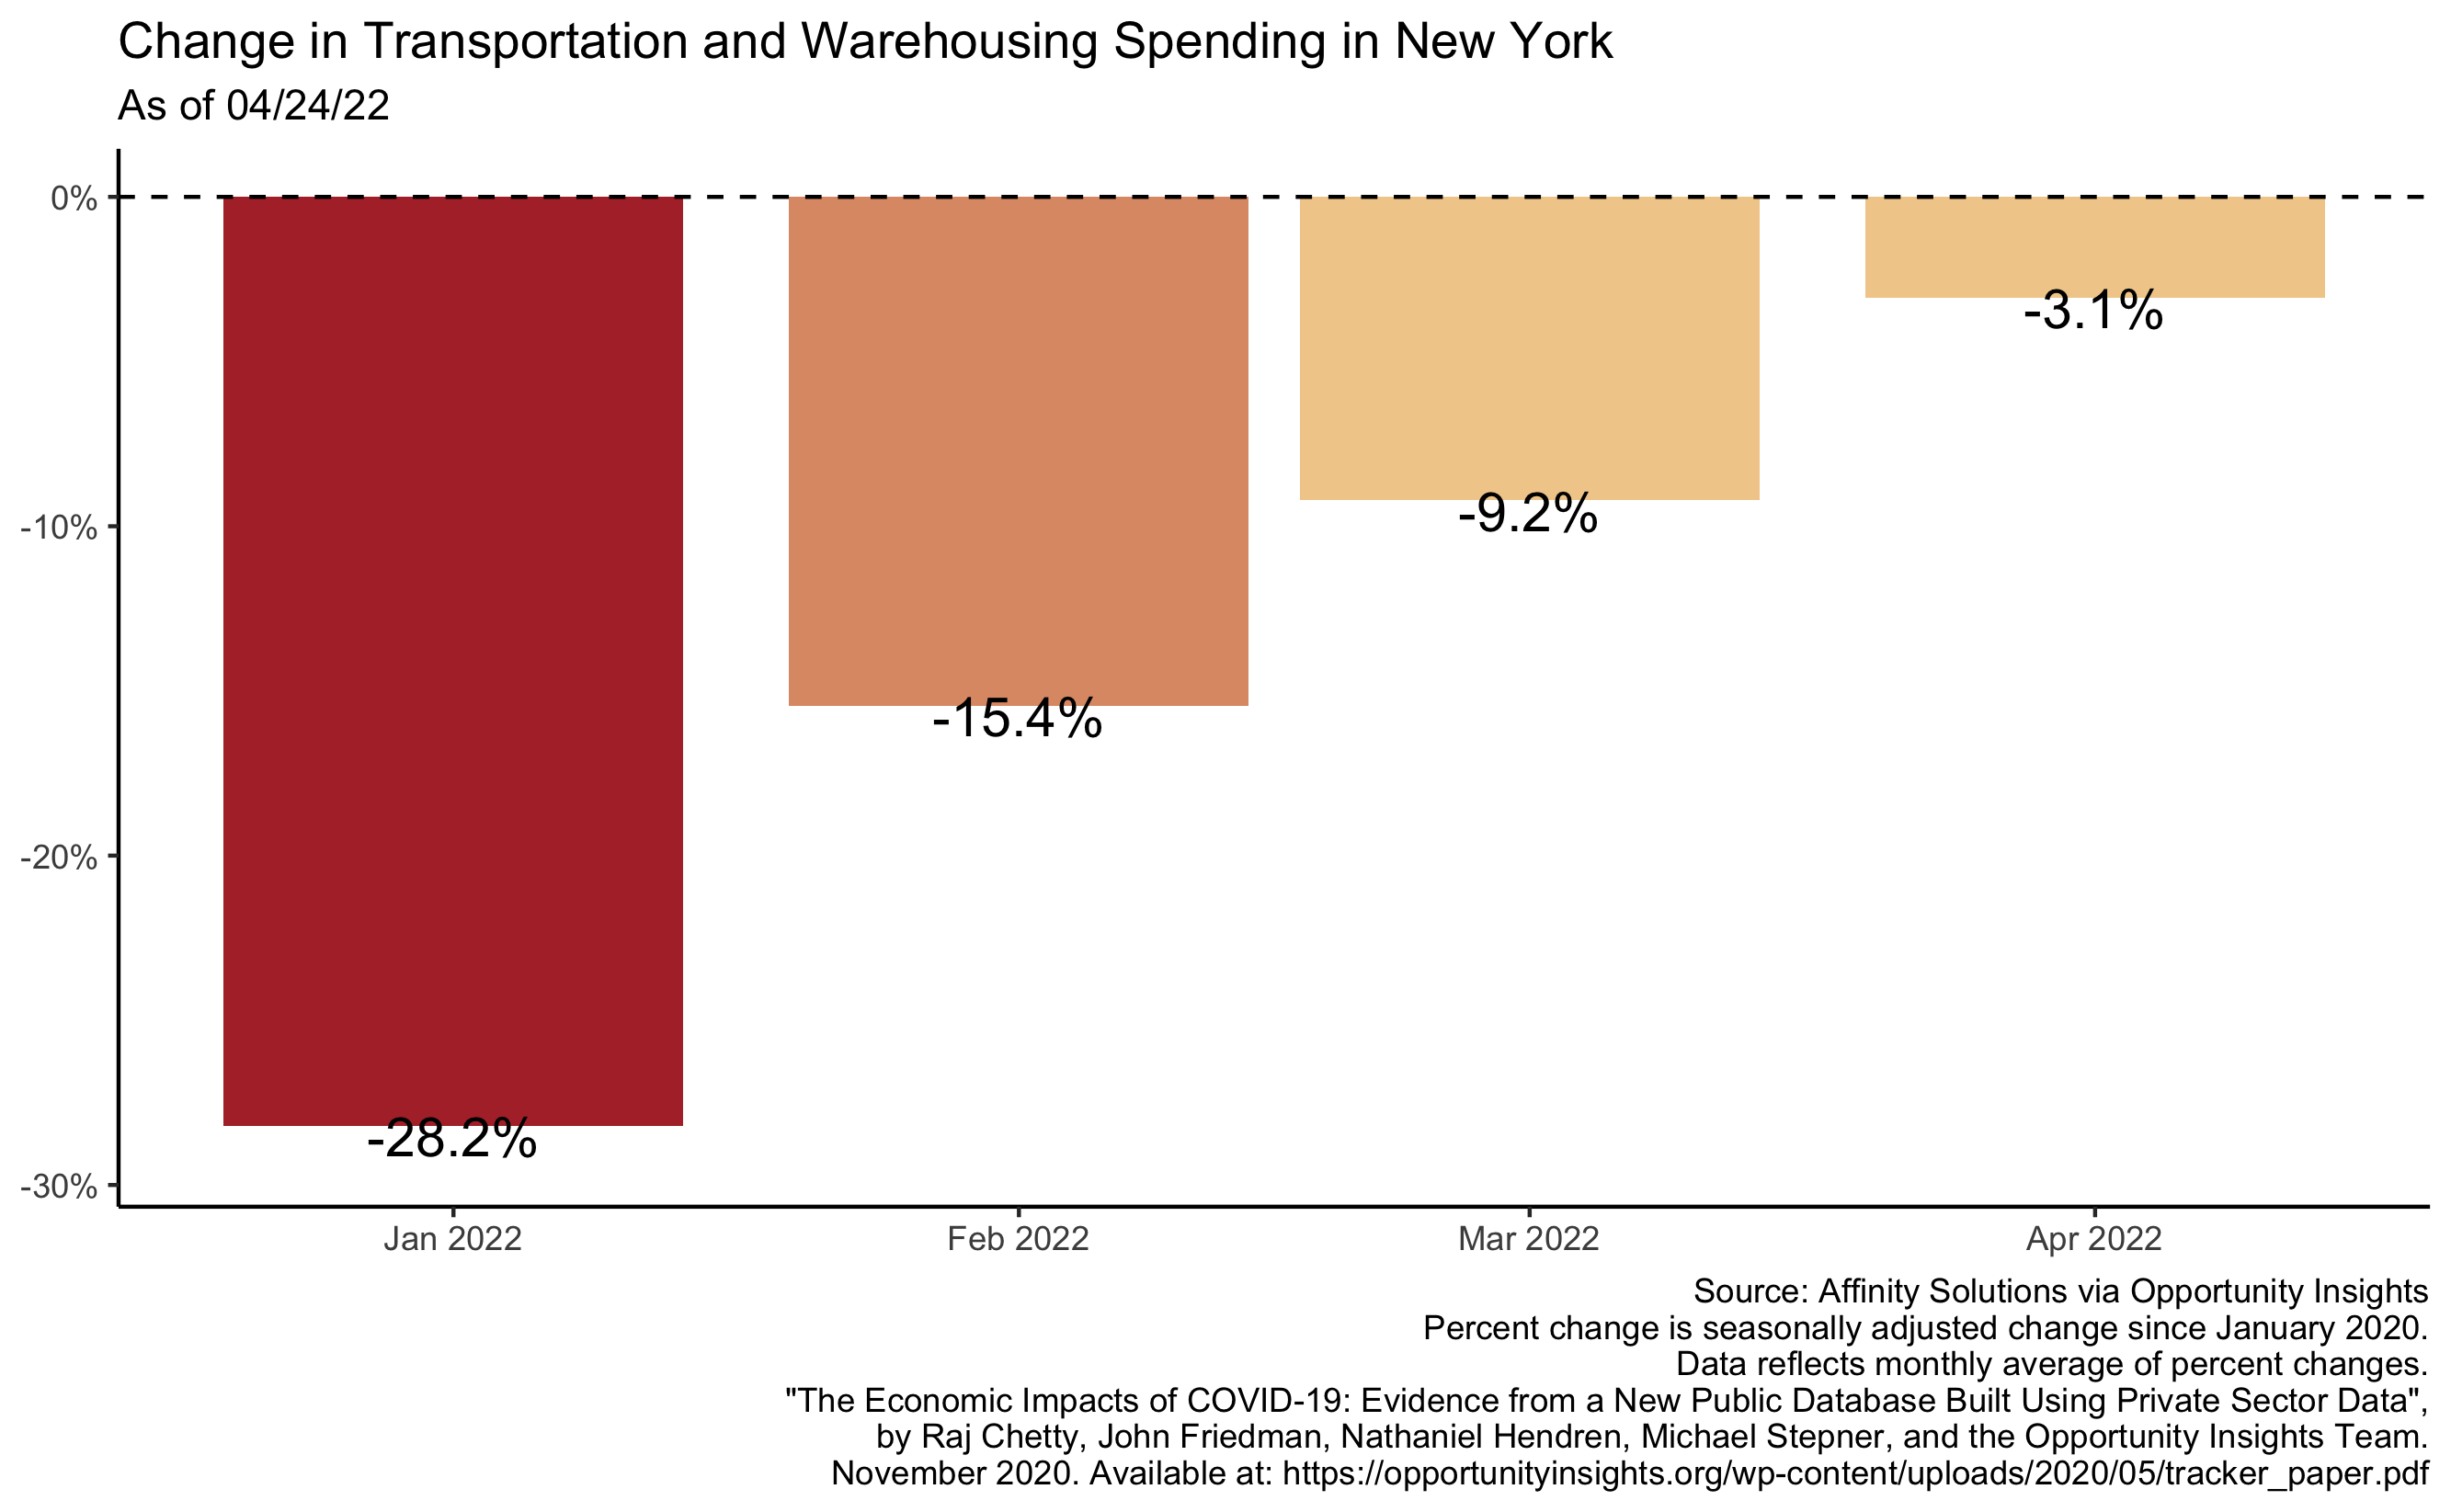 Change in Transportation and Warehousing Spending in New York
As of 04/24/22
0%
-10%
-20%
-30%
-28.2%
-15.4%
-9.2%
-3.1%
Jan 2022
Feb 2022
Mar 2022
Apr 2022
Source: Affinity Solutions via Opportunity Insights
Percent change is seasonally adjusted change since January 2020.
Data reflects monthly average of percent changes.
"The Economic Impacts of COVID-19: Evidence from a New Public Database Built Using Private Sector Data",
by Raj Chetty, John Friedman, Nathaniel Hendren, Michael Stepner, and the Opportunity Insights Team.
November 2020. Available at: https://opportunityinsights.org/wp-content/uploads/2020/05/tracker_paper.pdf